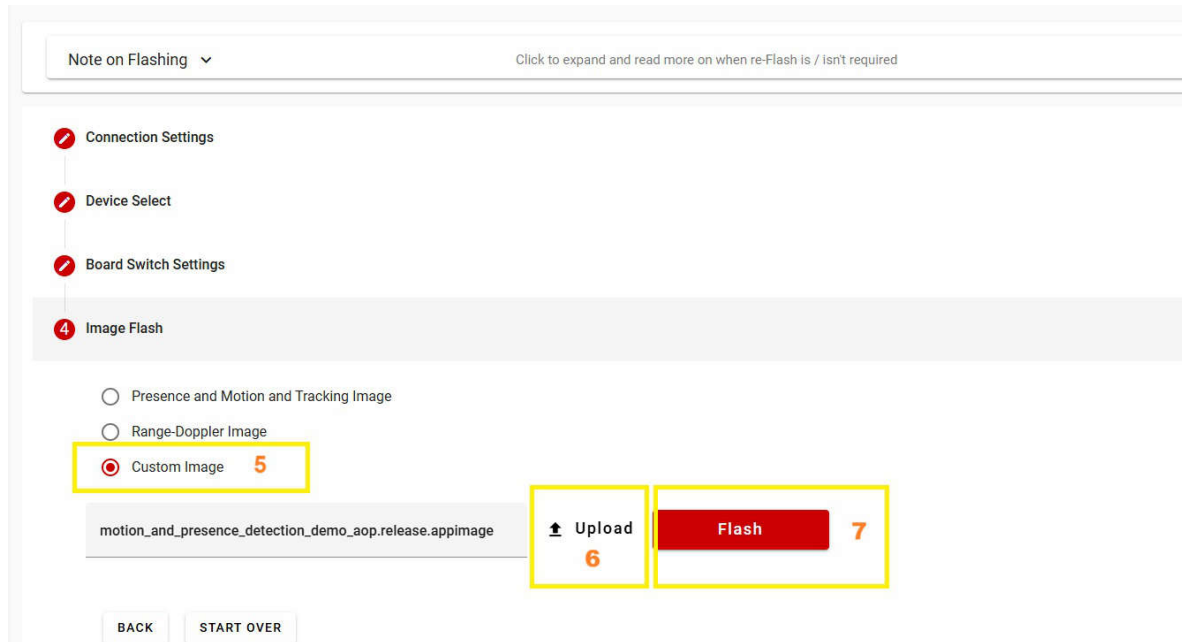 Note on Flashing Click to expand and read more on when re-Flash is / isn't required
Connection Settings
Device Select
Board Switch Settings
4 Image Flash
Presence and Motion and Tracking Image
Range-Doppler Image
Custom Image 5
motion_and_presence_detection_demo_aop.release.appimage Upload Flash 7
6
BACK START OVER